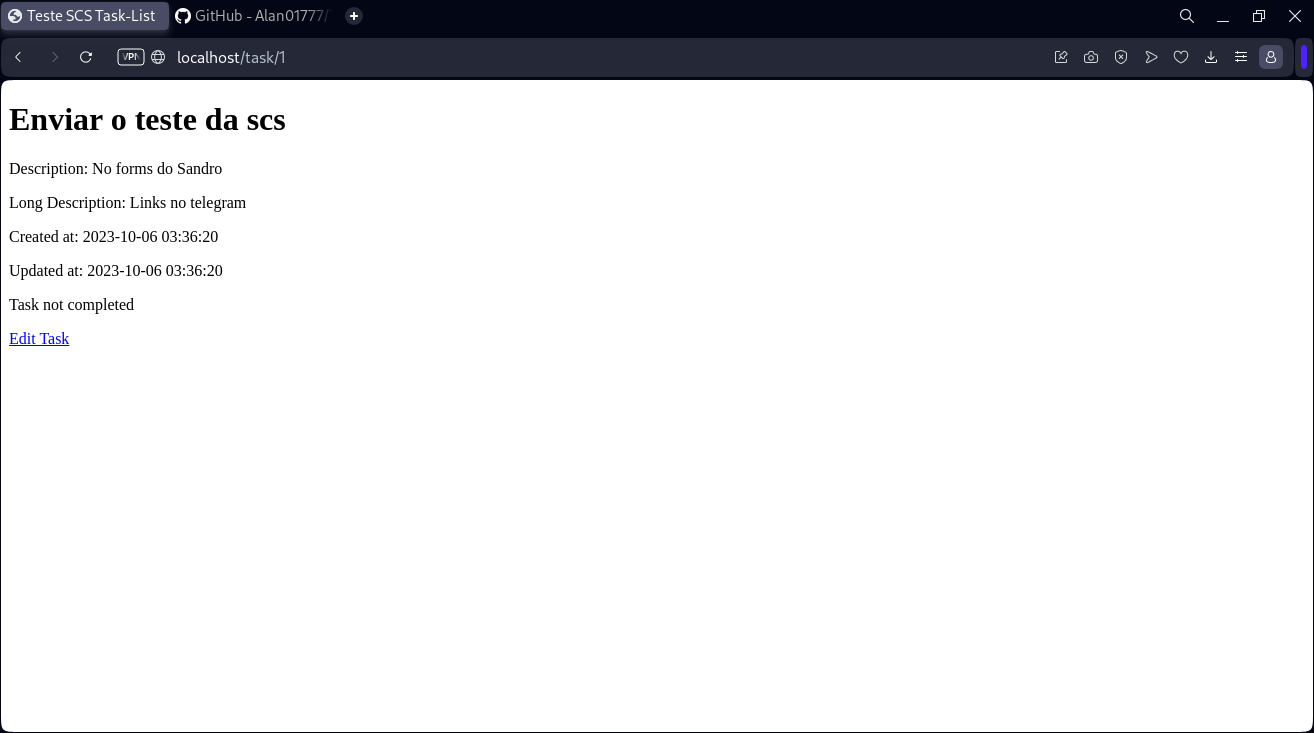 Teste SCS Task-List
GitHub - Alan01777/
VPN
localhost/task/1
Enviar o teste da scs
Description: No forms do Sandro
Long Description: Links no telegram
Created at: 2023-10-06 03:36:20
Updated at: 2023-10-06 03:36:20
Task not completed
Edit Task